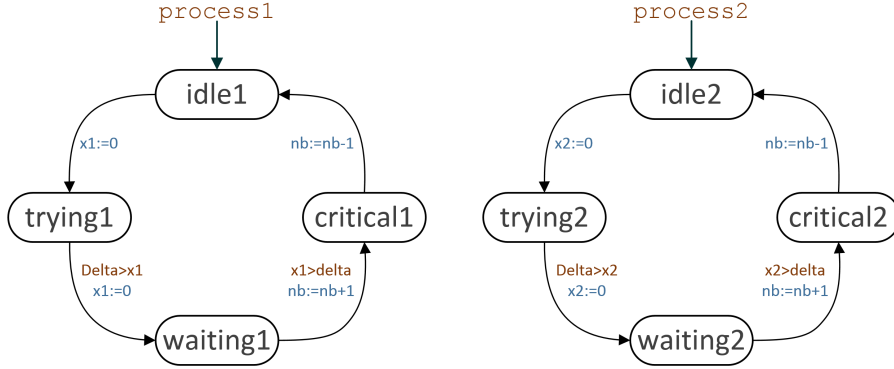 process1
idle1
x1:=0
nb:=nb-1
trying1
critical1
Delta>x1
x1:=0
x1>delta
nb:=nb+1
waiting1
process2
idle2
x2:=0
nb:=nb-1
trying2
critical2
Delta>x2
x2:=0
x2>delta
nb:=nb+1
waiting2